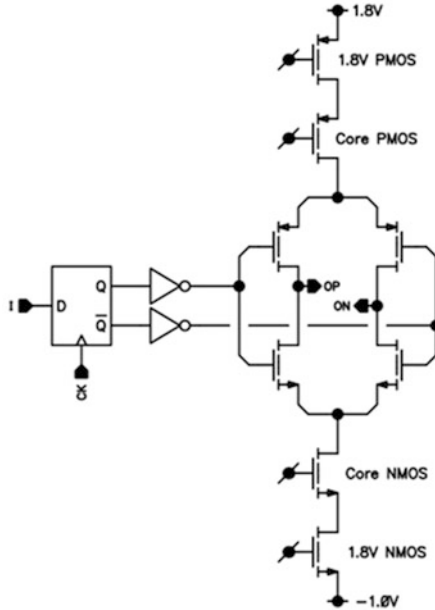 1.8V
1.8V PMOS
Core PMOS
I
D
Q
Q̅
CK
OP
ON
Core NMOS
1.8V NMOS
-1.0V